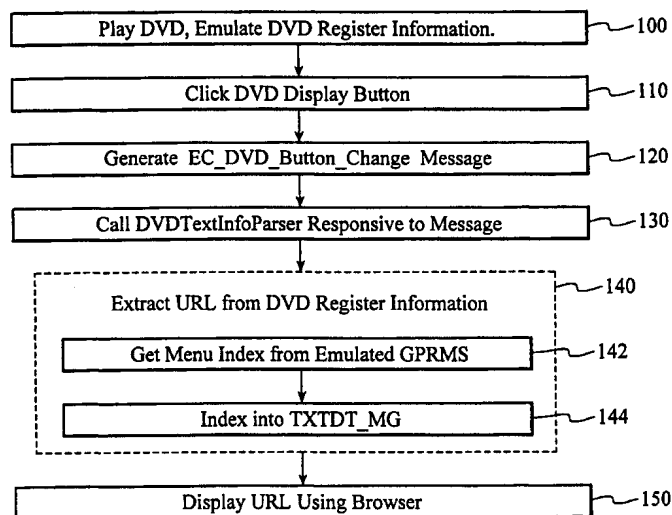 Play DVD, Emulate DVD Register Information.
100
Click DVD Display Button
110
Generate EC_DVD_Button_Change Message
120
Call DVDTextInfoParser Responsive to Message
130
140
Extract URL from DVD Register Information
Get Menu Index from Emulated GPRMS
142
Index into TXTDT_MG
144
Display URL Using Browser
150